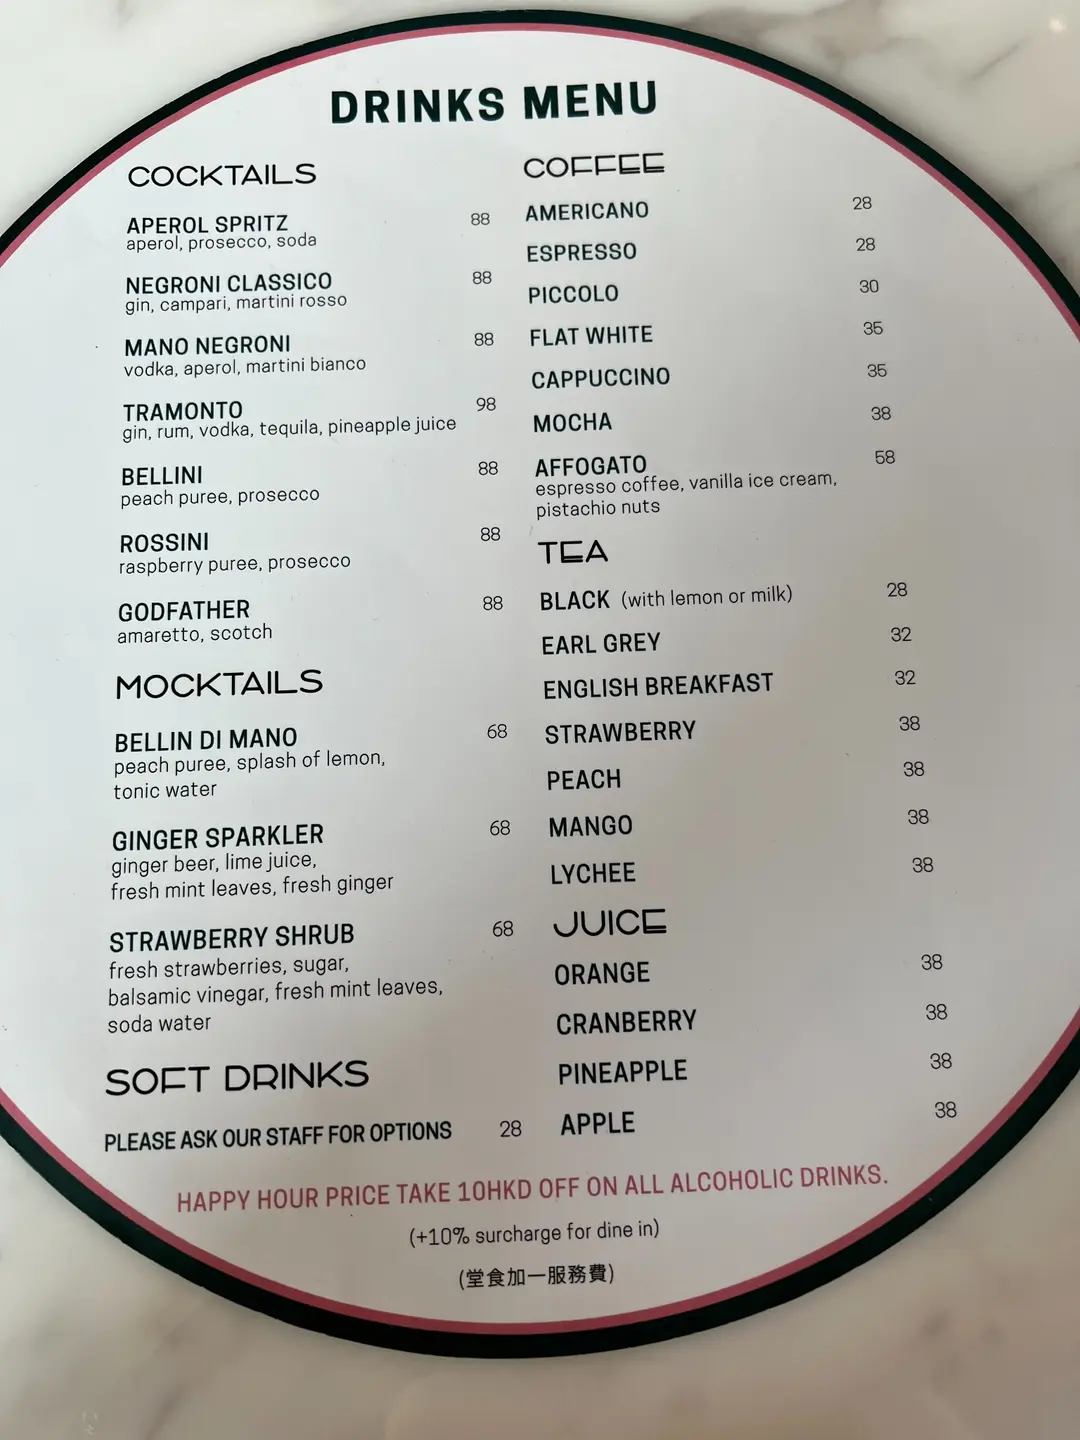 DRINKS MENU
COCKTAILS
APEROL SPRITZ 88
aperol, prosecco, soda
NEGRONI CLASSICO 88
gin, campari, martini rosso
MANO NEGRONI 88
vodka, aperol, martini bianco
TRAMONTO 98
gin, rum, vodka, tequila, pineapple juice
BELLINI 88
peach puree, prosecco
ROSSINI 88
raspberry puree, prosecco
GODFATHER 88
amaretto, scotch
MOCKTAILS
BELLIN DI MANO 68
peach puree, splash of lemon,
tonic water
GINGER SPARKLER 68
ginger beer, lime juice,
fresh mint leaves, fresh ginger
STRAWBERRY SHRUB 68
fresh strawberries, sugar,
balsamic vinegar, fresh mint leaves,
soda water
SOFT DRINKS
PLEASE ASK OUR STAFF FOR OPTIONS 28
COFFEE
AMERICANO 28
ESPRESSO 28
PICCOLO 30
FLAT WHITE 35
CAPPUCCINO 35
MOCHA 38
AFFOGATO 58
espresso coffee, vanilla ice cream,
pistachio nuts
TEA
BLACK (with lemon or milk) 28
EARL GREY 32
ENGLISH BREAKFAST 32
STRAWBERRY 38
PEACH 38
MANGO 38
LYCHEE 38
JUICE
ORANGE 38
CRANBERRY 38
PINEAPPLE 38
APPLE 38
HAPPY HOUR PRICE TAKE 10HKD OFF ON ALL ALCOHOLIC DRINKS.
(+10% surcharge for dine in)
(堂食加一服務費)